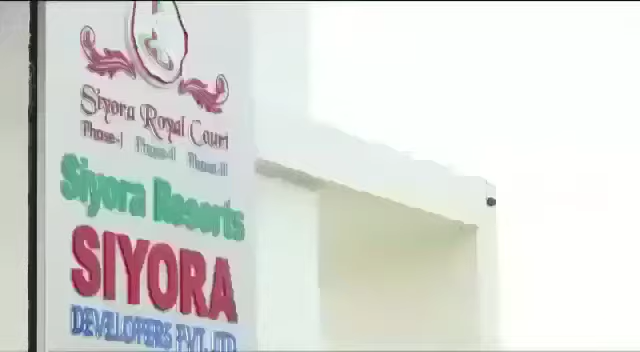 Siyora Royal Court
Phase-I Phase-II Phase-III
Siyora Resorts
SIYORA
DEVELOPERS PVT. LTD